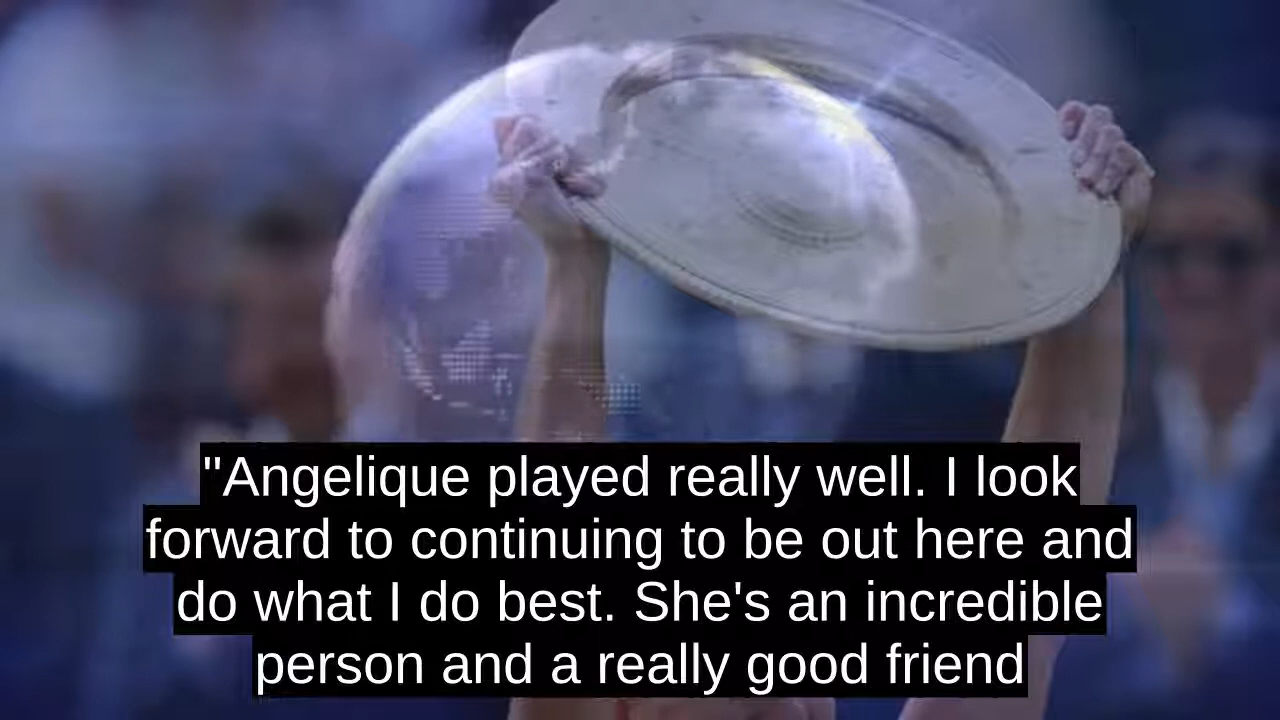 "Angelique played really well. I look
forward to continuing to be out here and
do what I do best. She's an incredible
person and a really good friend